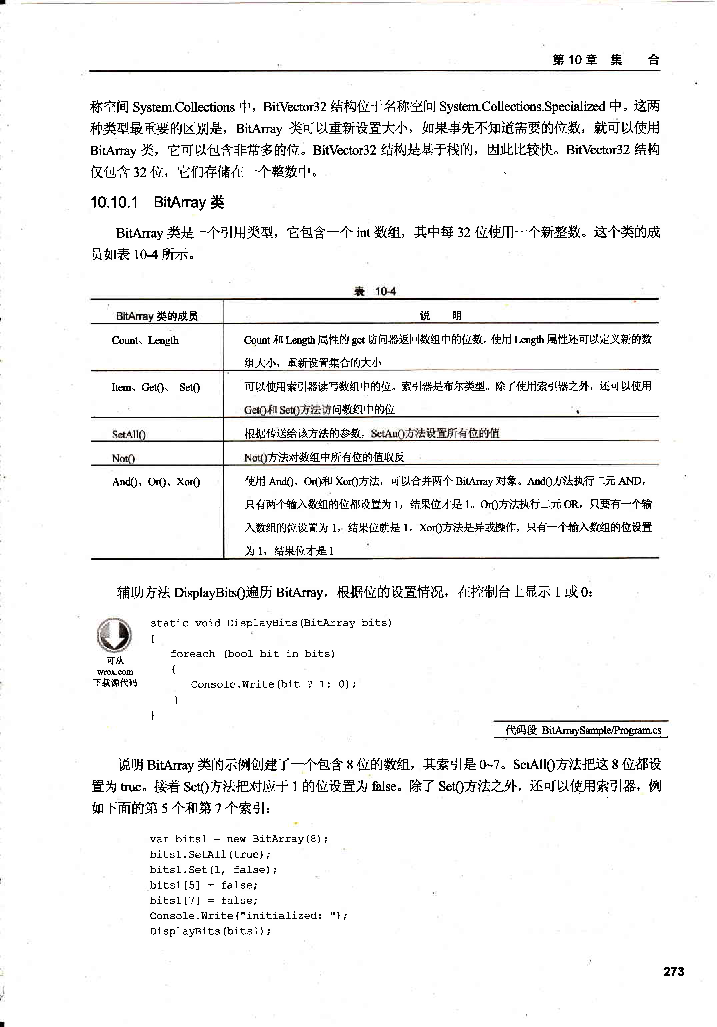 第10章 集 合
称空间 System.Collections 中，BitVector32 结构位于名称空间 System.Collections.Specialized 中。这两
种类型最重要的区别是，BitArray 类可以重新设置大小，如果事先不知道需要的位数，就可以使用
BitArray 类，它可以包含非常多的位。BitVector32 结构是基于栈的，因此比较快。BitVector32 结构
仅包含 32 位，它们存储在一个整数中。
10.10.1 BitArray 类
BitArray 类是一个引用类型，它包含一个 int 数组，其中每 32 位使用一个新整数。这个类的成
员如表 10-4 所示。
表 10-4
BitArray 类的成员 说 明
Count、Length Count 和 Length 属性的 get 访问器返回数组中的位数。使用 Length 属性还可以定义新的数
组大小，重新设置集合的大小
Item、Get()、 Set() 可以使用索引器读写数组中的位。索引器是布尔类型。除了使用索引器之外，还可以使用
Get()和 Set()方法访问数组中的位
SetAll() 根据传送给该方法的参数，SetAll()方法设置所有位的值
Not() Not()方法对数组中所有位的值取反
And()、Or()、Xor() 使用 And()、Or()和 Xor()方法，可以合并两个 BitArray 对象。And()方法执行二元 AND，
只有两个输入数组的位都设置为 1，结果位才是 1。Or()方法执行二元 OR，只要有一个输
入数组的位设置为 1，结果位就是 1。Xor()方法是异或操作，只有一个输入数组的位设置
为 1，结果位才是 1
辅助方法 DisplayBits()遍历 BitArray，根据位的设置情况，在控制台上显示 1 或 0：
static void DisplayBits(BitArray bits)
{
foreach (bool bit in bits)
{
Console.Write(bit ? 1: 0);
}
}
可从
wrox.com
下载源代码
代码段 BitArraySample/Program.cs
说明 BitArray 类的示例创建了一个包含 8 位的数组，其索引是 0~7。SetAll()方法把这 8 位都设
置为 true。接着 Set()方法把对应于 1 的位设置为 false。除了 Set()方法之外，还可以使用索引器，例
如下面的第 5 个和第 7 个索引：
var bits1 = new BitArray(8);
bits1.SetAll(true);
bits1.Set(1, false);
bits1[5] = false;
bits1[7] = false;
Console.Write("initialized: ");
DisplayBits(bits1);
273